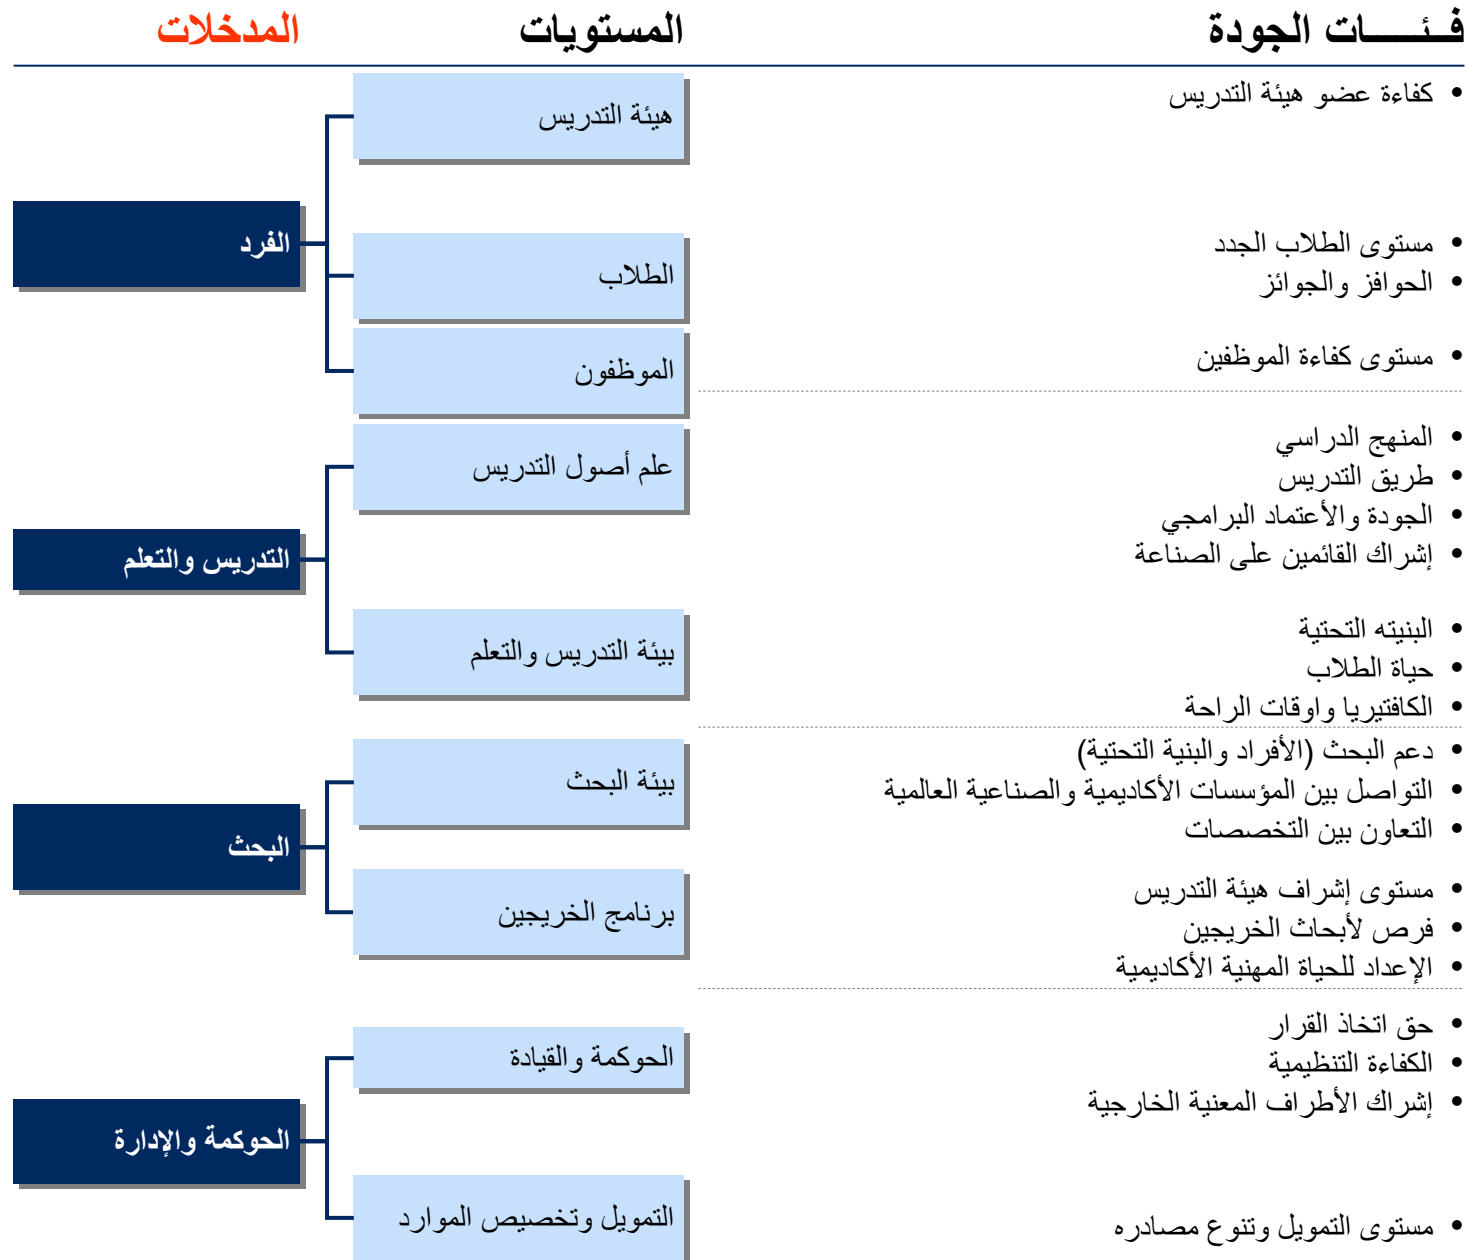 فـئـــــات الجودة
المستويات
المدخلات
• كفاءة عضو هيئة التدريس
هيئة التدريس
الفرد
• مستوى الطلاب الجدد
• الحوافز والجوائز
الطلاب
• مستوى كفاءة الموظفين
الموظفون
• المنهج الدراسي
• طريق التدريس
• الجودة والأعتماد البرامجي
• إشراك القائمين على الصناعة
علم أصول التدريس
التدريس والتعلم
• البنيته التحتية
• حياة الطلاب
• الكافتيريا واوقات الراحة
بيئة التدريس والتعلم
• دعم البحث (الأفراد والبنية التحتية)
• التواصل بين المؤسسات الأكاديمية والصناعية العالمية
• التعاون بين التخصصات
بيئة البحث
البحث
• مستوى إشراف هيئة التدريس
• فرص لأبحاث الخريجين
• الإعداد للحياة المهنية الأكاديمية
برنامج الخريجين
• حق اتخاذ القرار
• الكفاءة التنظيمية
• إشراك الأطراف المعنية الخارجية
الحوكمة والقيادة
الحوكمة والإدارة
• مستوى التمويل وتنوع مصادره
التمويل وتخصيص الموارد